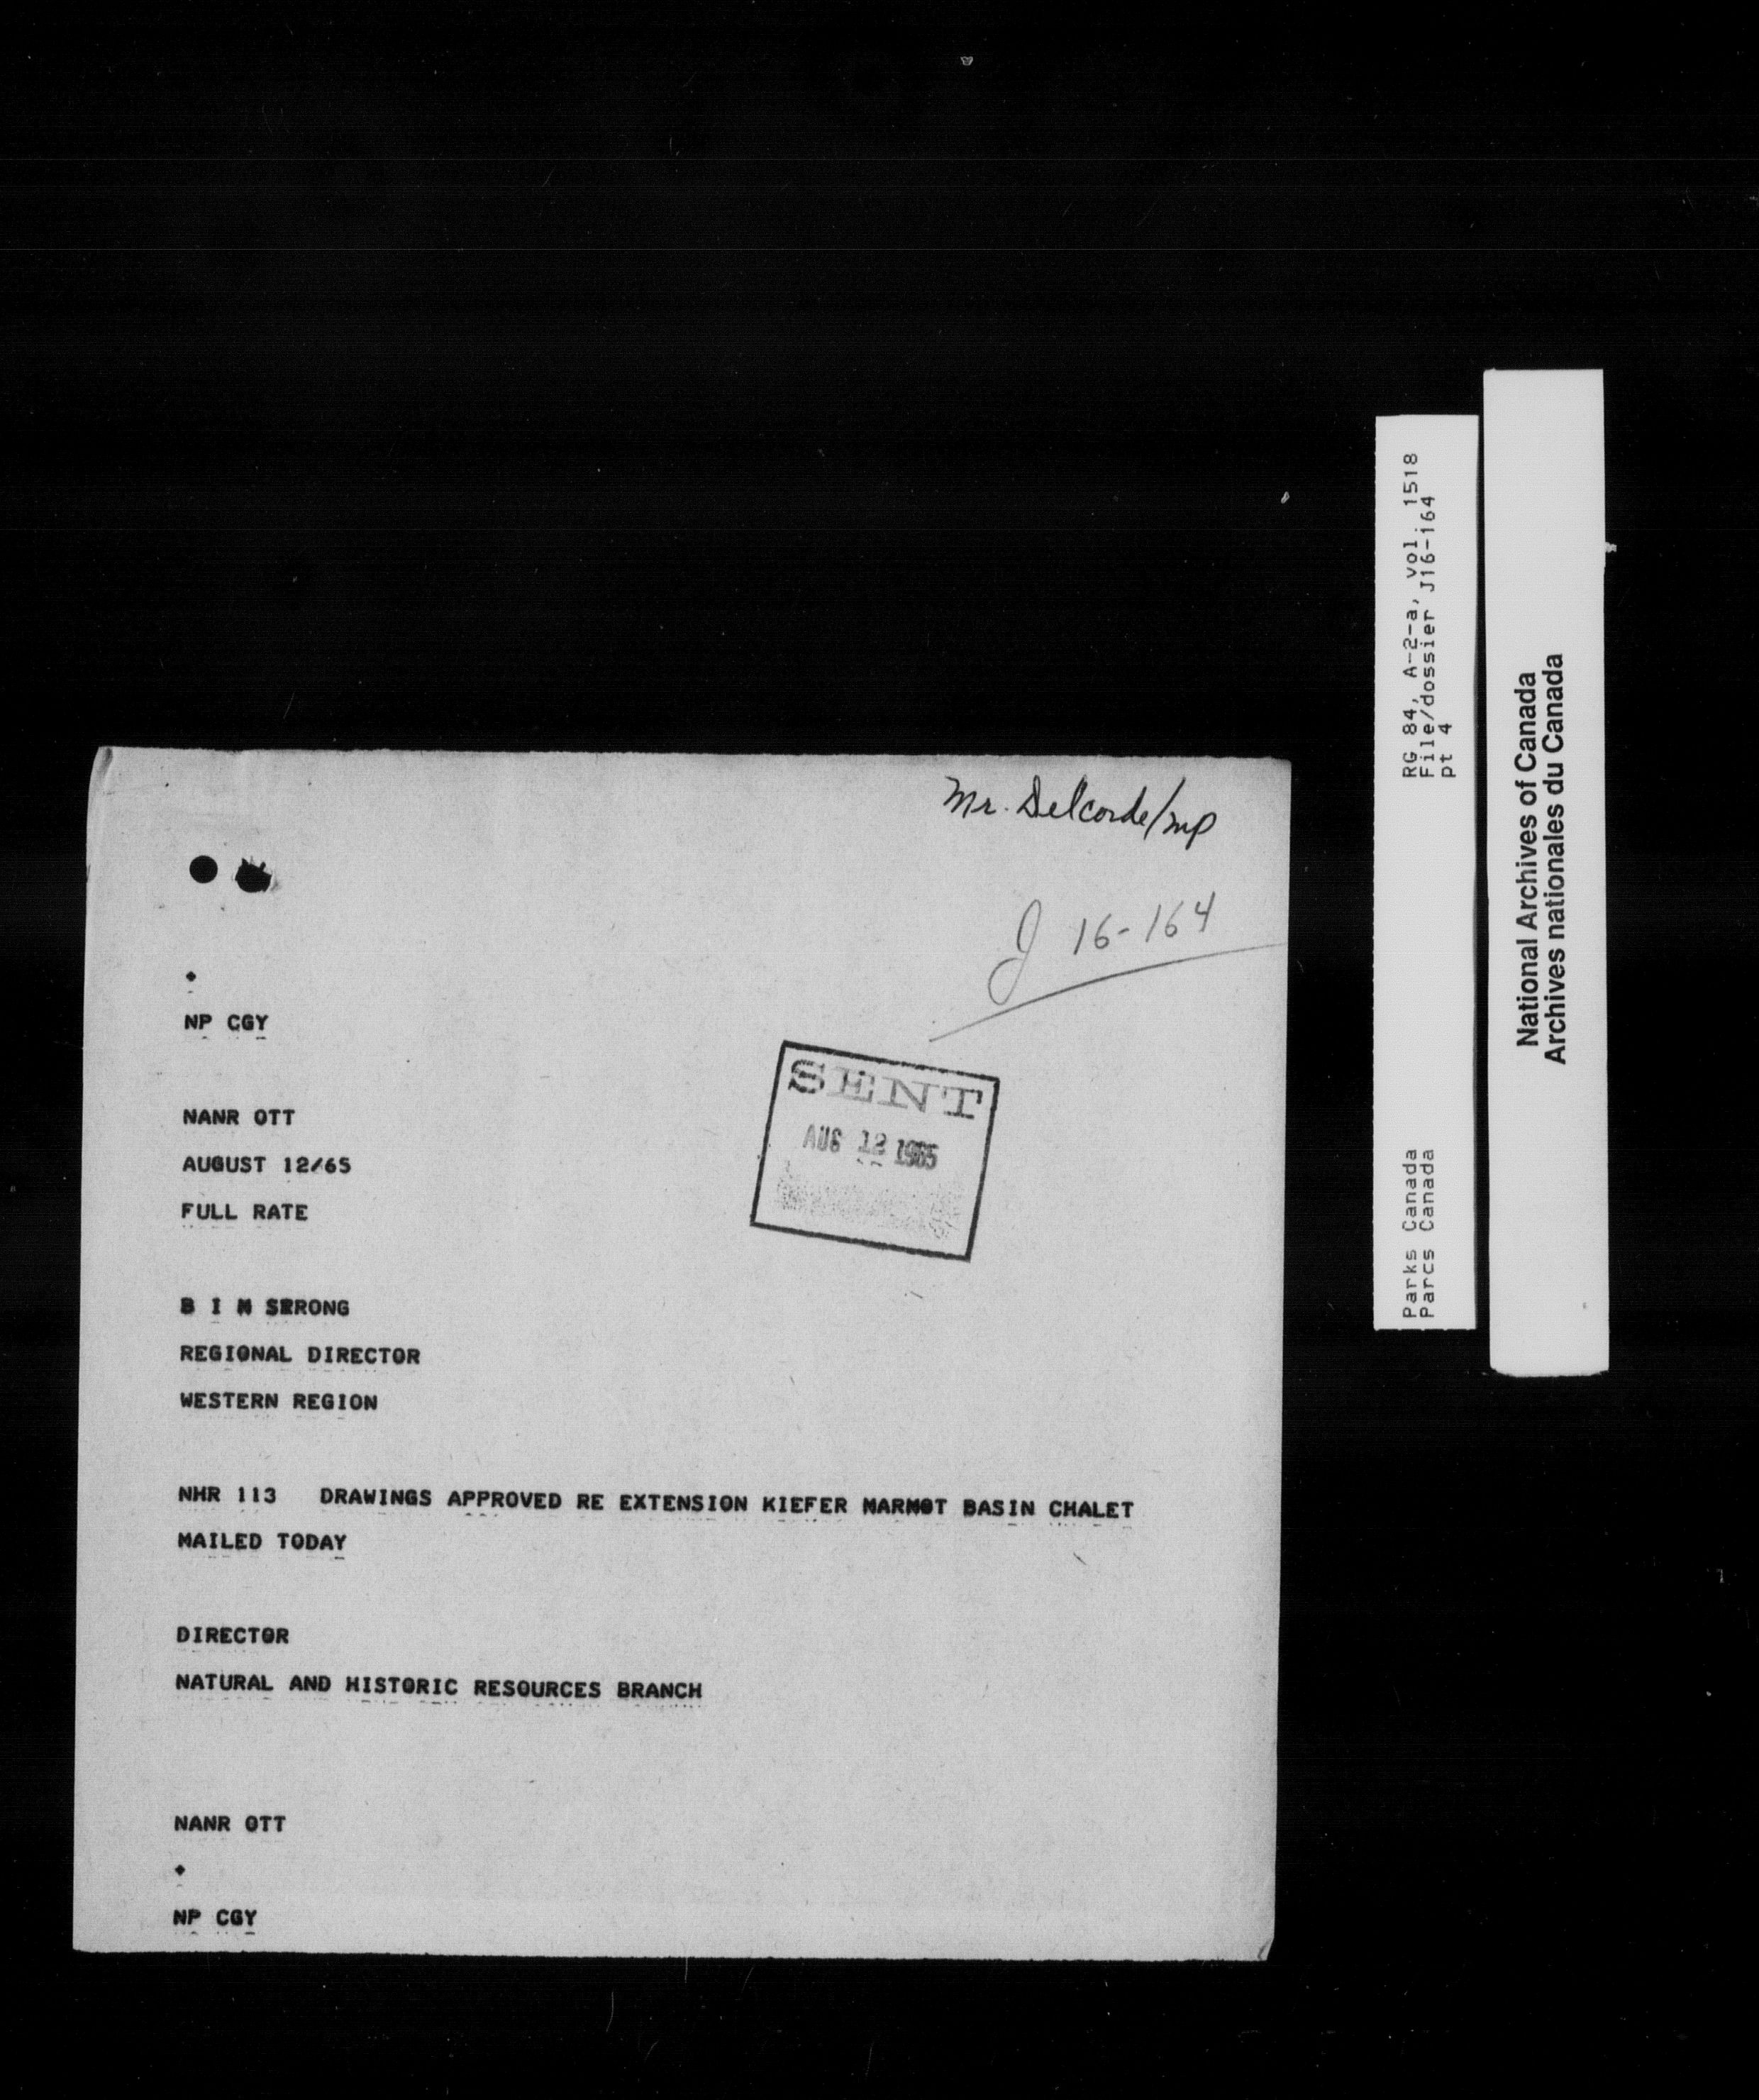 Mr. Delcorde/mp
J 16-164
NP CGY
SENT
AUG 12 1965
NANR OTT
AUGUST 12/65
FULL RATE
B I M STRONG
REGIONAL DIRECTOR
WESTERN REGION
NHR 113 DRAWINGS APPROVED RE EXTENSION KIEFER MARMOT BASIN CHALET
MAILED TODAY
DIRECTOR
NATURAL AND HISTORIC RESOURCES BRANCH
NANR OTT
NP CGY
RG 84, A-2-a, vol. 1518
File/dossier J16-164
pt 4
Parks Canada
Parcs Canada
National Archives of Canada
Archives nationales du Canada